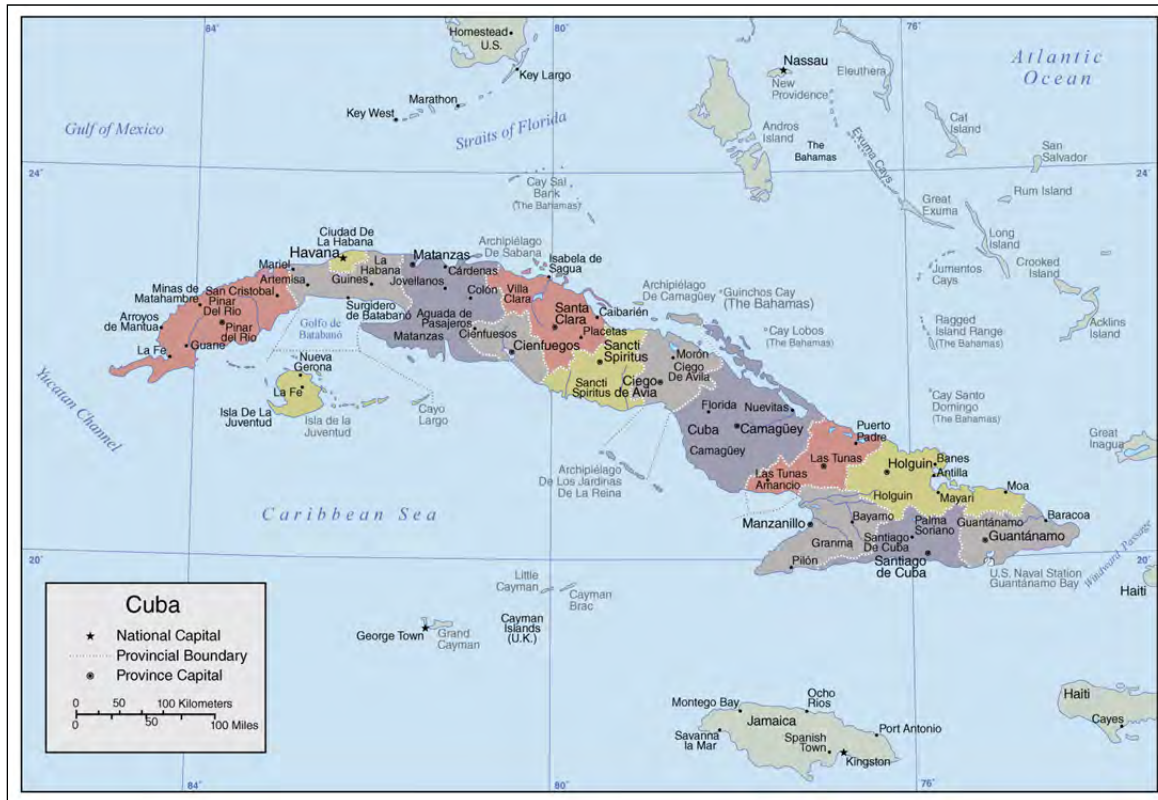 84°
80°
76°
Homestead
U.S.
Nassau
Atlantic
Ocean
Key Largo
New
Providence
Eleuthera
Marathon
Key West
Gulf of Mexico
Straits of Florida
Andros
Island
The
Bahamas
Exuma Cays
Cat
Island
San
Salvador
24°
24°
Cay Sal
Bank
(The Bahamas)
Great
Exuma
Rum Island
Long
Island
Ciudad De
La Habana
Havana
Matanzas
Archipiélago
De Sabana
Isabela de
Sagua
Crooked
Island
Mariel
La
Habana
Cárdenas
Artemisa
Guines
Jovellanos
Jumentos
Cays
Minas de
Matahambre
San Cristobal
Pinar
Del Rio
Colón
Villa
Clara
Archipiélago
De Camagüey
Guinchos Cay
(The Bahamas)
Surgidero
de Batabanó
Santa
Clara
Caibarién
Arroyos
de Mantua
Pinar
del Rio
Golfo de
Batabanó
Aguada de
Pasajeros
Cienfuesos
Placetas
Ragged
Island Range
(The Bahamas)
Acklins
Island
Matanzas
Cay Lobos
(The Bahamas)
Guane
Cienfuegos
Sancti
Spiritus
Morón
La Fe
Nueva
Gerona
Ciego
De Avila
Yucatan Channel
La Fe
Sancti
Spiritus
Ciego
de Avia
Isla De La
Juventud
Isla de la
Juventud
Cayo
Largo
Florida
Nuevitas
Cay Santo
Domingo
(The Bahamas)
Cuba
Camagüey
Puerto
Padre
Camagüey
Great
Inagua
Las Tunas
Holguin
Banes
Antilla
Archipiélago
De Los Jardinas
De La Reina
Las Tunas
Amancio
Holguin
Mayari
Moa
Caribbean Sea
Manzanillo
Bayamo
Palma
Soriano
Guantánamo
Baracoa
Granma
Santiago
De Cuba
Guantánamo
Windward Passage
20°
20°
Pilón
Santiago
de Cuba
U.S. Naval Station
Guantánamo Bay
Little
Cayman
Cayman
Brac
Haiti
Cuba
National Capital
Provincial Boundary
Province Capital
0 50 100 Kilometers
0 50 100 Miles
George Town
Grand
Cayman
Cayman
Islands
(U.K.)
Montego Bay
Ocho
Rios
Haiti
Jamaica
Savanna
la Mar
Port Antonio
Cayes
Spanish
Town
Kingston
84°
80°
76°